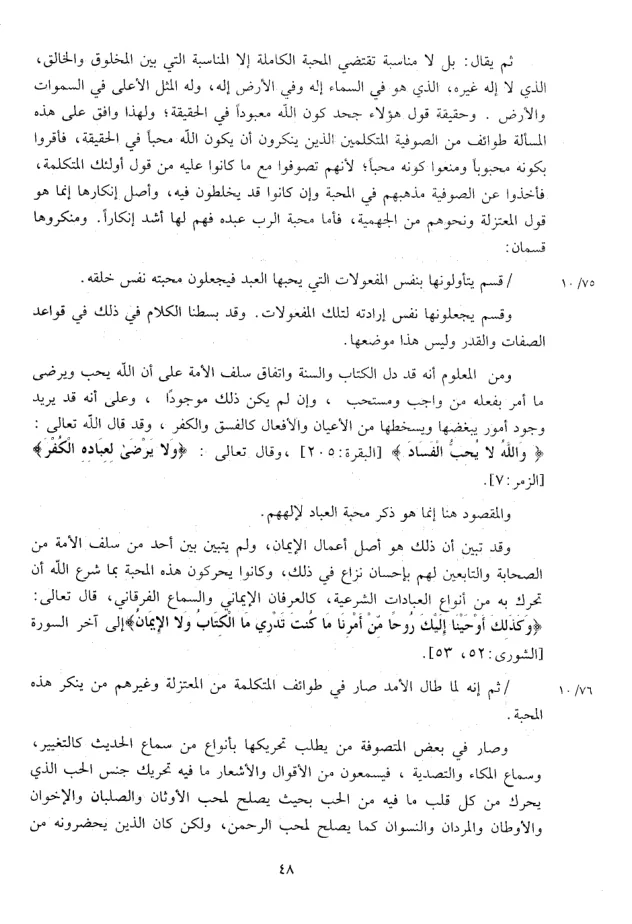 ثم يقال: بل لا مناسبة تقتضي المحبة الكاملة إلا المناسبة التي بين المخلوق والخالق،
الذي لا إله غيره، الذي هو في السماء إله وفي الأرض إله، وله المثل الأعلى في السموات
والأرض . وحقيقة قول هؤلاء جحد كون الله معبوداً في الحقيقة؛ ولهذا وافق على هذه
المسألة طوائف من الصوفية المتكلمين الذين ينكرون أن يكون الله محباً في الحقيقة، فأقروا
بكونه محبوباً ومنعوا كونه محباً؛ لأنهم تصوفوا مع ما كانوا عليه من قول أولئك المتكلمة،
فأخذوا عن الصوفية مذهبهم في المحبة وإن كانوا قد يخلطون فيه، وأصل إنكارها إنما هو
قول المعتزلة ونحوهم من الجهمية، فأما محبة الرب عبده فهم لها أشد إنكاراً. ومنكروها
قسمان:
١٠/٧٥ / قسم يتأولونها بنفس المفعولات التي يحبها العبد فيجعلون محبته نفس خلقه.
وقسم يجعلونها نفس إرادته لتلك المفعولات. وقد بسطنا الكلام في ذلك في قواعد
الصفات والقدر وليس هذا موضعها.
ومن المعلوم أنه قد دل الكتاب والسنة واتفاق سلف الأمة على أن الله يحب ويرضى
ما أمر بفعله من واجب ومستحب ، وإن لم يكن ذلك موجودًا ، وعلى أنه قد يريد
وجود أمور يبغضها ويسخطها من الأعيان والأفعال كالفسق والكفر ، وقد قال الله تعالى :
﴿ وَاللَّهُ لا يُحِبُّ الْفَسَادَ ﴾ [البقرة:٢٠٥] ،وقال تعالى : ﴿وَلا يَرْضَىٰ لِعِبَادِهِ الْكُفْرَ﴾
[الزمر:٧].
والمقصود هنا إنما هو ذكر محبة العباد لإلههم.
وقد تبين أن ذلك هو أصل أعمال الإيمان، ولم يتبين بين أحد من سلف الأمة من
الصحابة والتابعين لهم بإحسان نزاع في ذلك، وكانوا يحركون هذه المحبة بما شرع الله أن
تحرك به من أنواع العبادات الشرعية، كالعرفان الإيماني والسماع الفرقاني، قال تعالى:
﴿وَكَذَلِكَ أَوْحَيْنَا إِلَيْكَ رُوحًا مِّنْ أَمْرِنَا مَا كُنتَ تَدْرِي مَا الْكِتَابُ وَلا الإِيمَانُ﴾إلى آخر السورة
[الشورى:٥٢، ٥٣].
١٠/٧٦ / ثم إنه لما طال الأمد صار في طوائف المتكلمة من المعتزلة وغيرهم من ينكر هذه
المحبة.
وصار في بعض المتصوفة من يطلب تحريكها بأنواع من سماع الحديث كالتغيير،
وسماع المكاء والتصدية ، فيسمعون من الأقوال والأشعار ما فيه تحريك جنس الحب الذي
يحرك من كل قلب ما فيه من الحب بحيث يصلح لمحب الأوثان والصلبان والإخوان
والأوطان والمردان والنسوان كما يصلح لمحب الرحمن، ولكن كان الذين يحضرونه من
٤٨